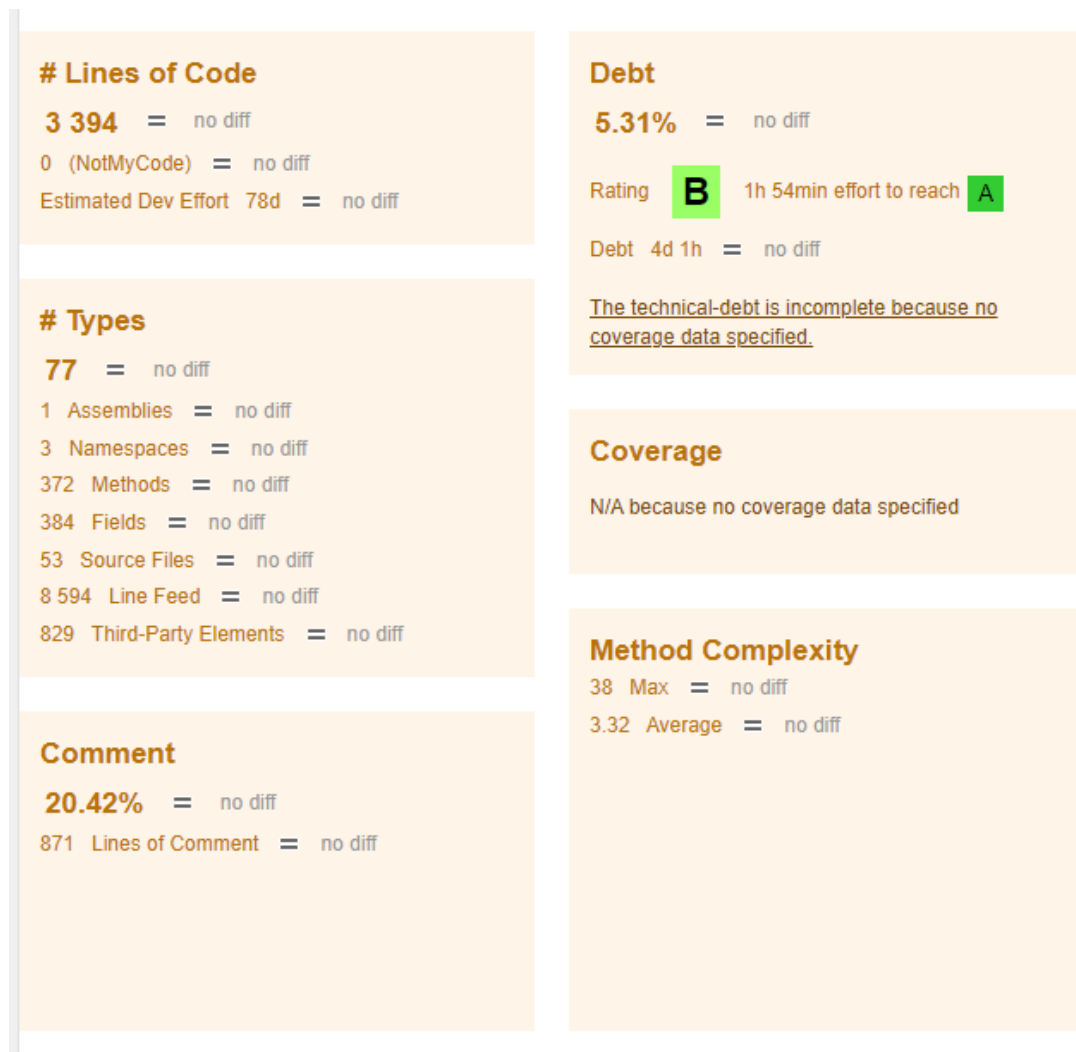 # Lines of Code
3 394 = no diff
0 (NotMyCode) = no diff
Estimated Dev Effort 78d = no diff
# Types
77 = no diff
1 Assemblies = no diff
3 Namespaces = no diff
372 Methods = no diff
384 Fields = no diff
53 Source Files = no diff
8 594 Line Feed = no diff
829 Third-Party Elements = no diff
Comment
20.42% = no diff
871 Lines of Comment = no diff
Debt
5.31% = no diff
Rating B 1h 54min effort to reach A
Debt 4d 1h = no diff
The technical-debt is incomplete because no
coverage data specified.
Coverage
N/A because no coverage data specified
Method Complexity
38 Max = no diff
3.32 Average = no diff